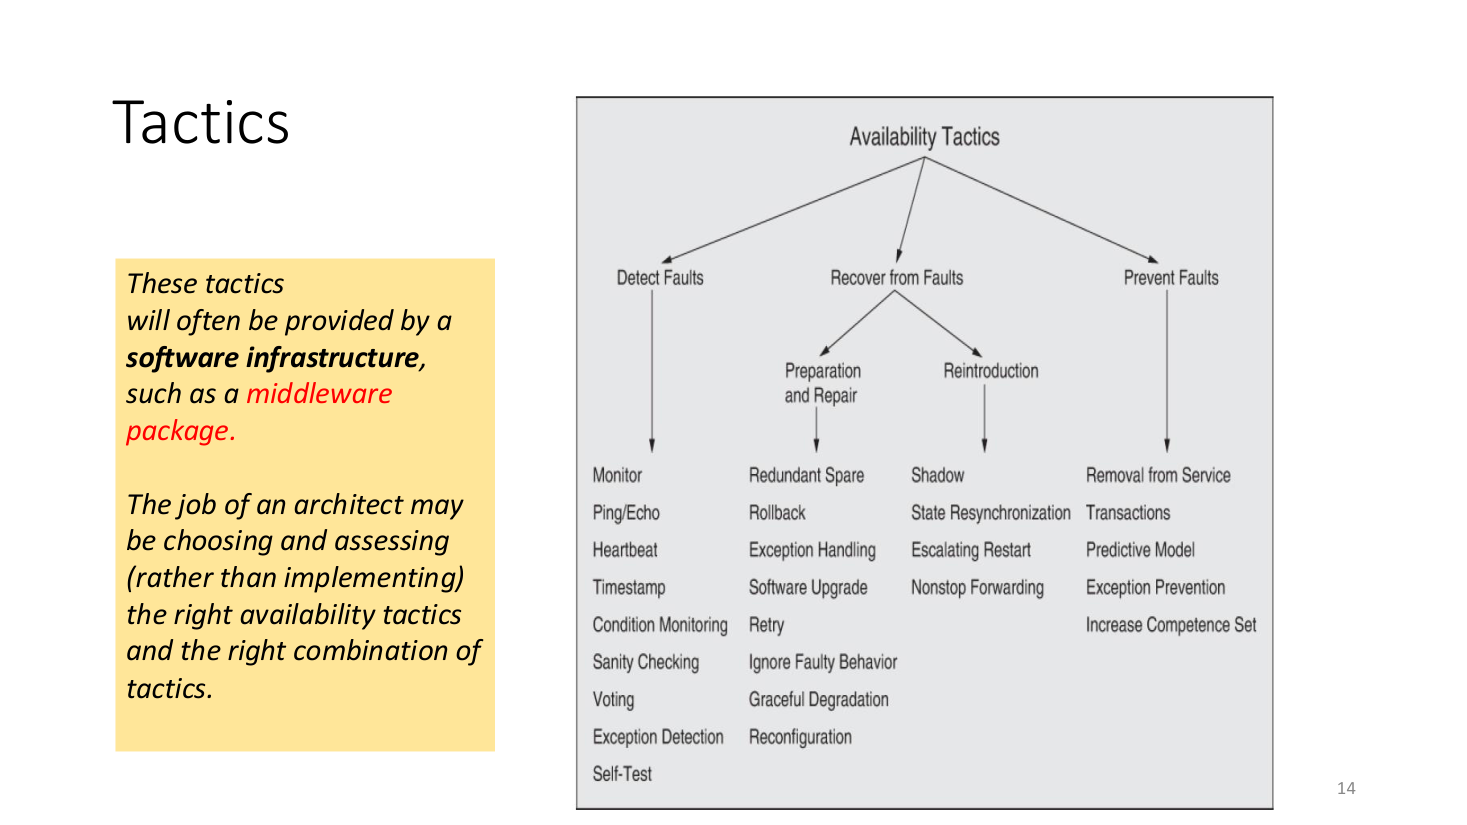 Tactics
These tactics
will often be provided by a
software infrastructure,
such as a middleware
package.
The job of an architect may
be choosing and assessing
(rather than implementing)
the right availability tactics
and the right combination of
tactics.
Availability Tactics
Detect Faults
Recover from Faults
Prevent Faults
Preparation
and Repair
Reintroduction
Monitor
Ping/Echo
Heartbeat
Timestamp
Condition Monitoring
Sanity Checking
Voting
Exception Detection
Self-Test
Redundant Spare
Rollback
Exception Handling
Software Upgrade
Retry
Ignore Faulty Behavior
Graceful Degradation
Reconfiguration
Shadow
State Resynchronization
Escalating Restart
Nonstop Forwarding
Removal from Service
Transactions
Predictive Model
Exception Prevention
Increase Competence Set
14